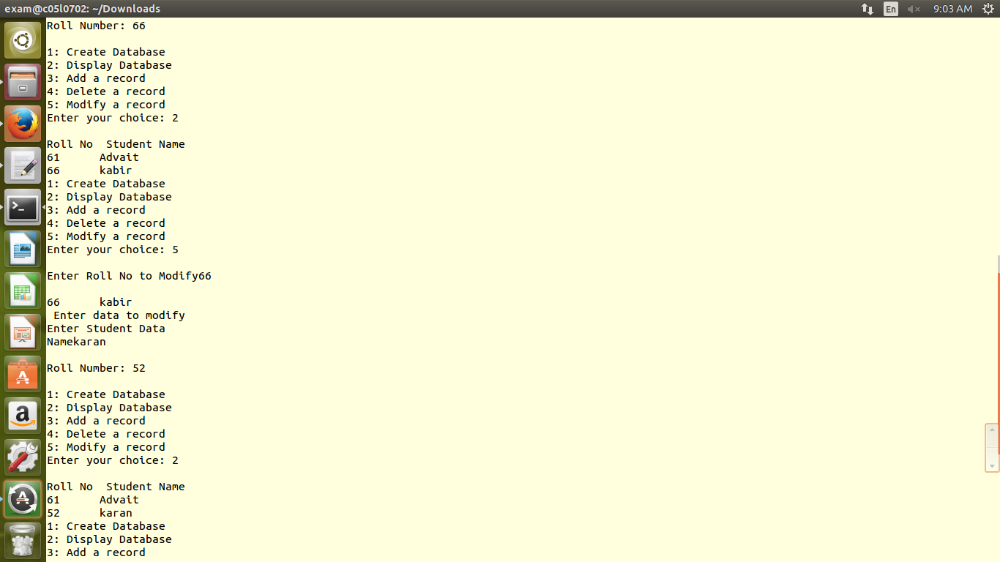 exam@c05l0702: ~/Downloads
En
9:03 AM
Roll Number: 66
1: Create Database
2: Display Database
3: Add a record
4: Delete a record
5: Modify a record
Enter your choice: 2
Roll No  Student Name
61      Advait
66      kabir
1: Create Database
2: Display Database
3: Add a record
4: Delete a record
5: Modify a record
Enter your choice: 5
Enter Roll No to Modify66
66      kabir
 Enter data to modify
Enter Student Data
Namekaran
Roll Number: 52
1: Create Database
2: Display Database
3: Add a record
4: Delete a record
5: Modify a record
Enter your choice: 2
Roll No  Student Name
61      Advait
52      karan
1: Create Database
2: Display Database
3: Add a record